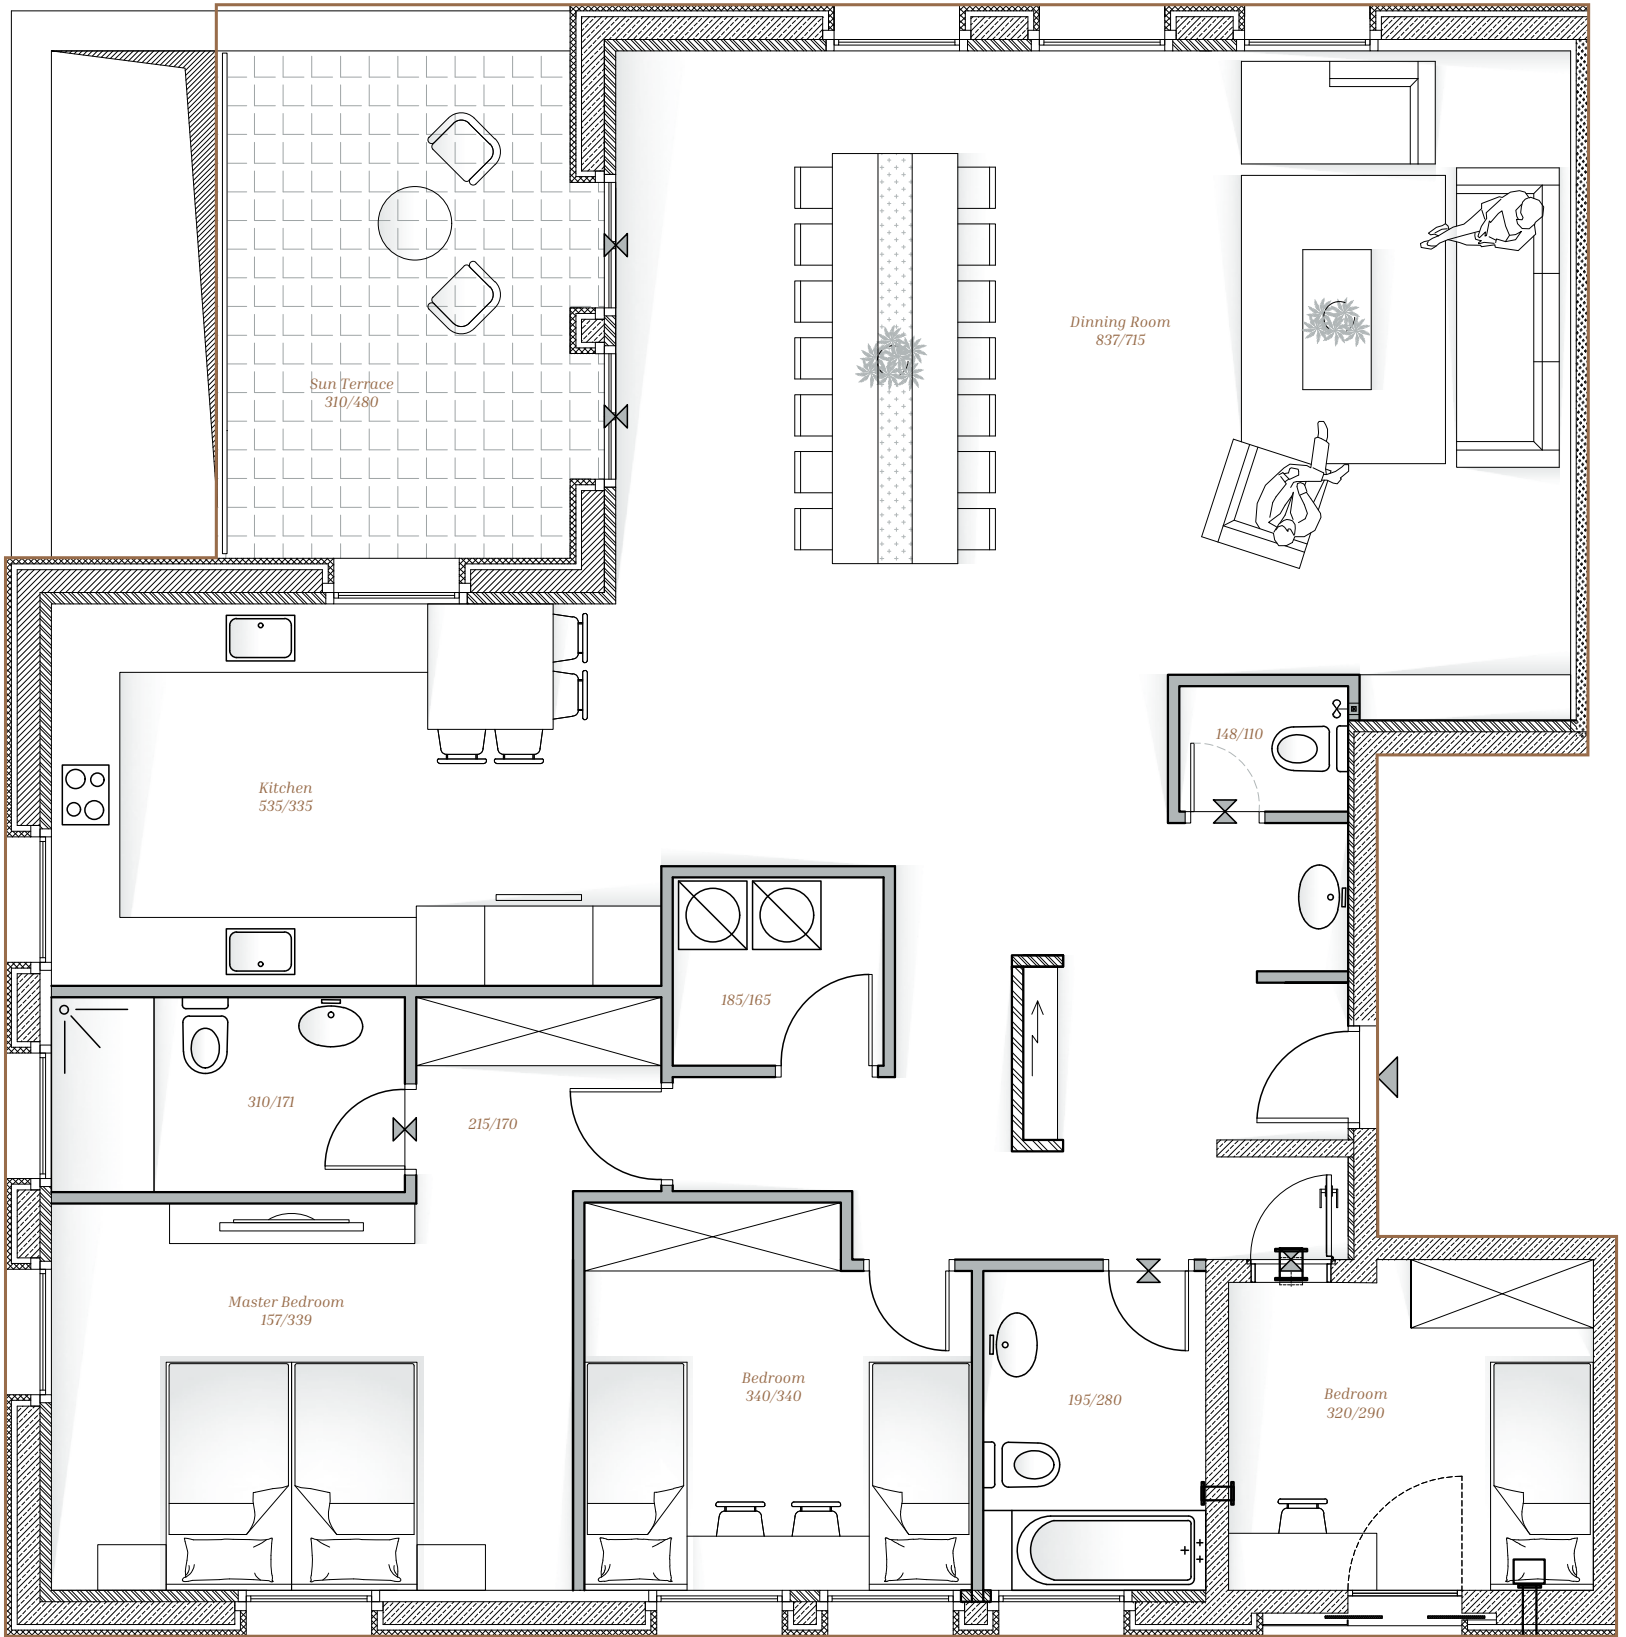 Dinning Room
837/715
Sun Terrace
310/480
148/110
Kitchen
535/335
185/165
310/171
215/170
Master Bedroom
157/339
Bedroom
340/340
195/280
Bedroom
320/290